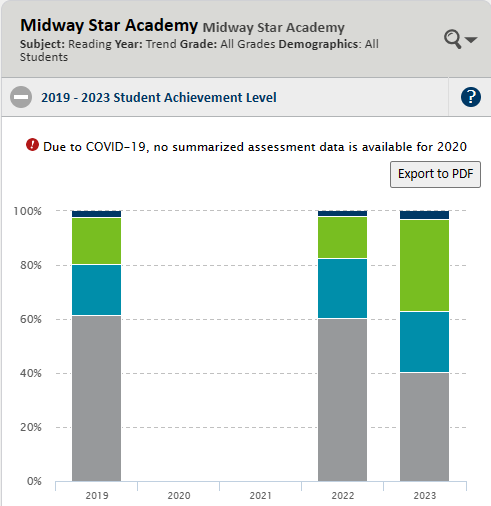 Midway Star Academy Midway Star Academy
Subject: Reading Year: Trend Grade: All Grades Demographics: All
Students
2019 - 2023 Student Achievement Level
?
! Due to COVID-19, no summarized assessment data is available for 2020
Export to PDF
100%
80%
60%
40%
20%
0%
2019 2020 2021 2022 2023